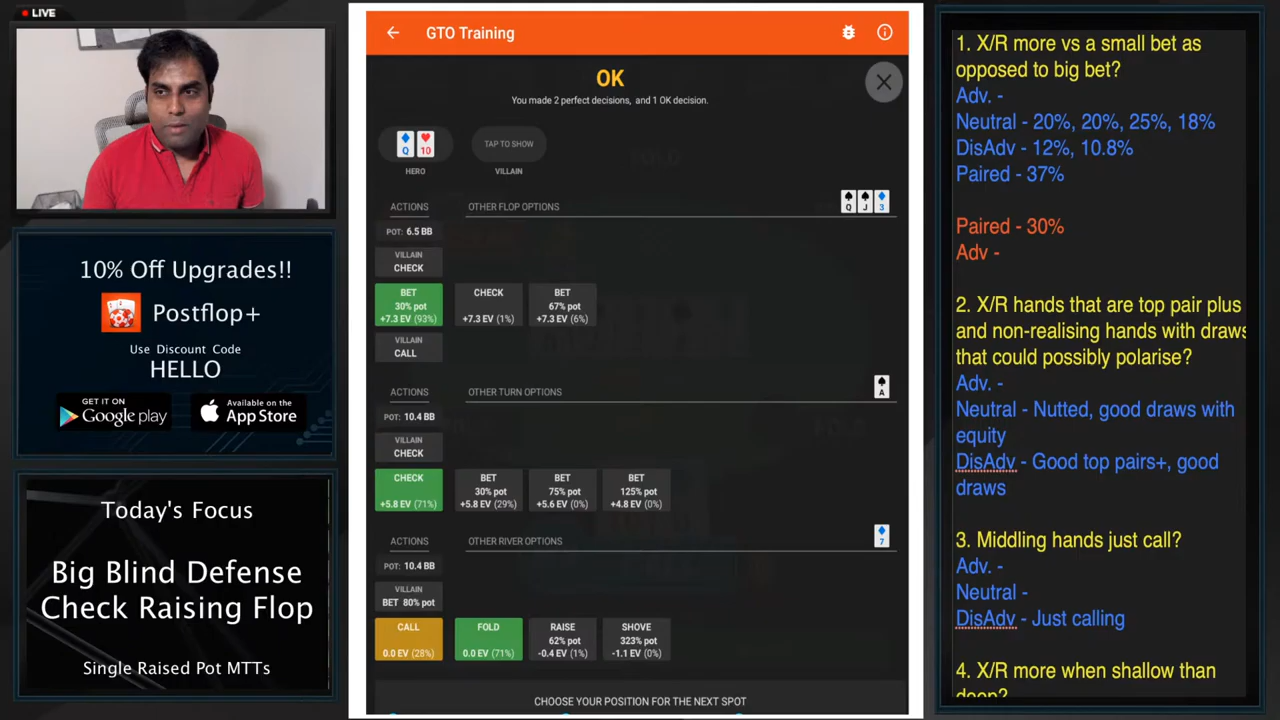 LIVE
10% Off Upgrades!!
Postflop+
Use Discount Code
HELLO
GET IT ON
Google play
Available on the
App Store
Today's Focus
Big Blind Defense
Check Raising Flop
Single Raised Pot MTTs
GTO Training
OK
You made 2 perfect decisions, and 1 OK decision.
Q 10
TAP TO SHOW
HERO
VILLAIN
ACTIONS
OTHER FLOP OPTIONS
Q J 3
POT: 6.5 BB
VILLAIN
CHECK
BET
30% pot
+7.3 EV (93%)
CHECK
+7.3 EV (1%)
BET
67% pot
+7.3 EV (6%)
VILLAIN
CALL
ACTIONS
OTHER TURN OPTIONS
A
POT: 10.4 BB
VILLAIN
CHECK
CHECK
+5.8 EV (71%)
BET
30% pot
+5.8 EV (29%)
BET
75% pot
+5.6 EV (0%)
BET
125% pot
+4.8 EV (0%)
ACTIONS
OTHER RIVER OPTIONS
7
POT: 10.4 BB
VILLAIN
BET 80% pot
CALL
0.0 EV (28%)
FOLD
0.0 EV (71%)
RAISE
62% pot
-0.4 EV (1%)
SHOVE
323% pot
-1.1 EV (0%)
CHOOSE YOUR POSITION FOR THE NEXT SPOT
1. X/R more vs a small bet as
opposed to big bet?
Adv. -
Neutral - 20%, 20%, 25%, 18%
DisAdv - 12%, 10.8%
Paired - 37%
Paired - 30%
Adv -
2. X/R hands that are top pair plus
and non-realising hands with draws
that could possibly polarise?
Adv. -
Neutral - Nutted, good draws with
equity
DisAdv - Good top pairs+, good
draws
3. Middling hands just call?
Adv. -
Neutral -
DisAdv - Just calling
4. X/R more when shallow than
deep?